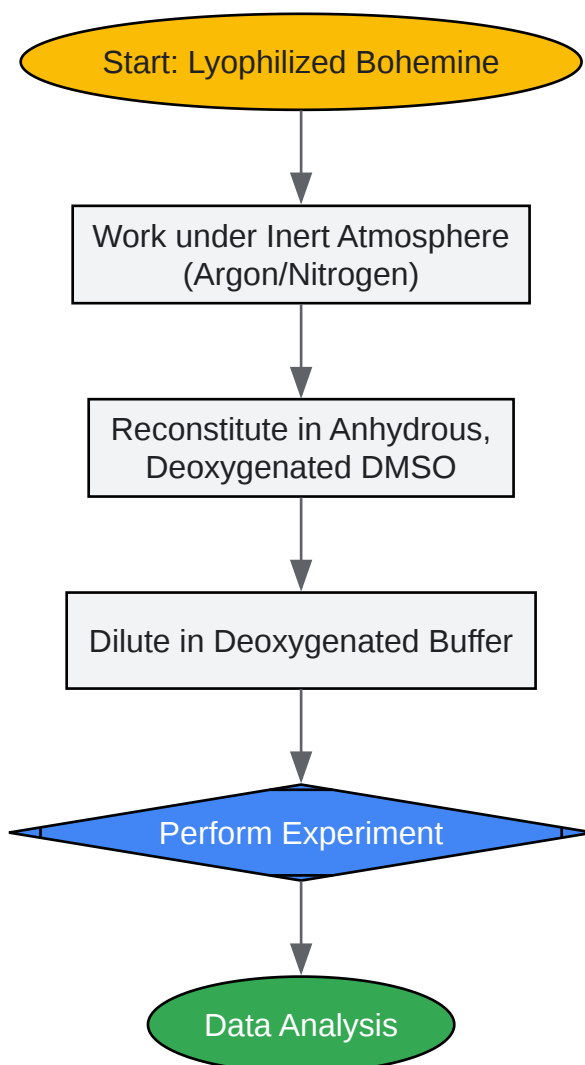 Start: Lyophilized Bohemine
Work under Inert Atmosphere
(Argon/Nitrogen)
Reconstitute in Anhydrous,
Deoxygenated DMSO
Dilute in Deoxygenated Buffer
Perform Experiment
Data Analysis